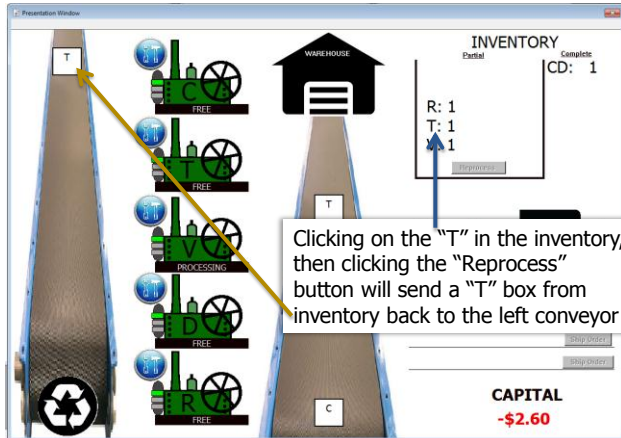 Presentation Window
T
C
FREE
T
FREE
V
PROCESSING
D
FREE
R
FREE
WAREHOUSE
T
C
INVENTORY
Partial
Complete
CD: 1
R: 1
T: 1
V: 1
Reprocess
Clicking on the “T” in the inventory,
then clicking the “Reprocess”
button will send a “T” box from
inventory back to the left conveyor
Ship Order
Ship Order
CAPITAL
-$2.60